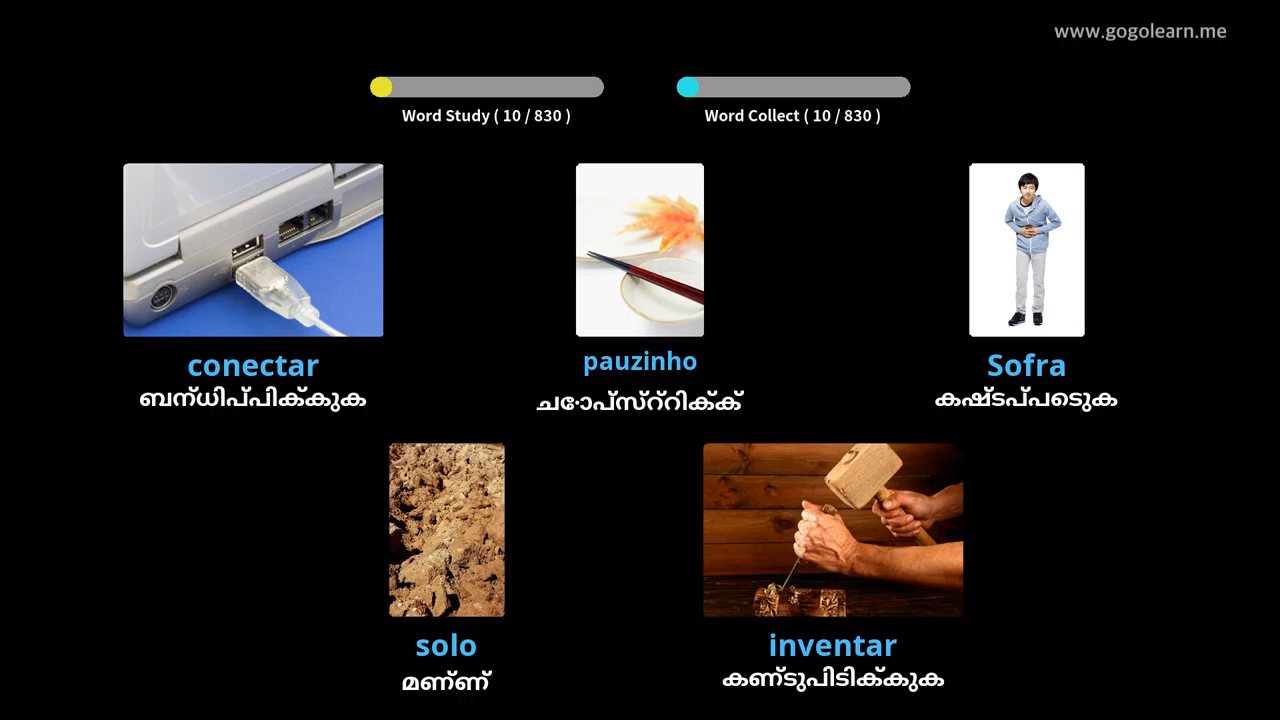 www.gogolearn.me
Word Study ( 10 / 830 )
Word Collect ( 10 / 830 )
conectar
ബന്ധിപ്പിക്കുക
pauzinho
ചോപ്സ്റ്റിക്ക്
Sofra
കഷ്ടപ്പടുെക
solo
മണ്ണ്
inventar
കണ്ടുപിടിക്കുക